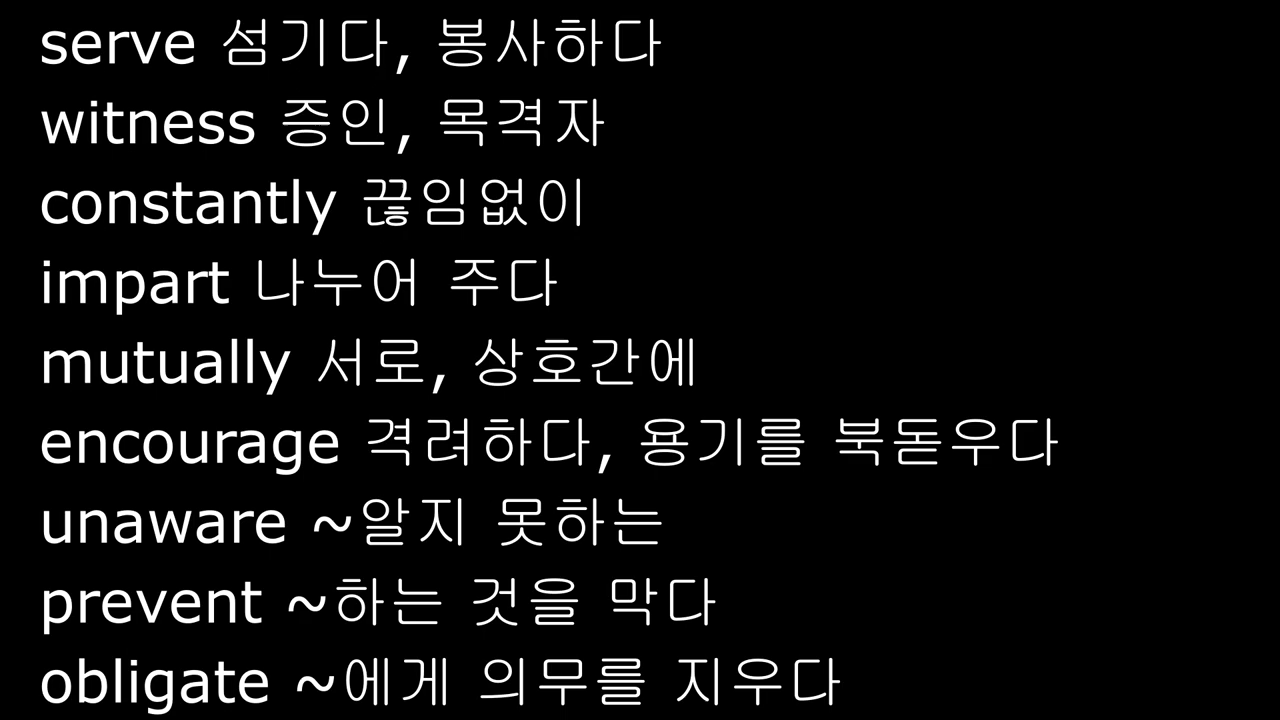 serve 섬기다, 봉사하다
witness 증인, 목격자
constantly 끊임없이
impart 나누어 주다
mutually 서로, 상호간에
encourage 격려하다, 용기를 북돋우다
unaware ~알지 못하는
prevent ~하는 것을 막다
obligate ~에게 의무를 지우다